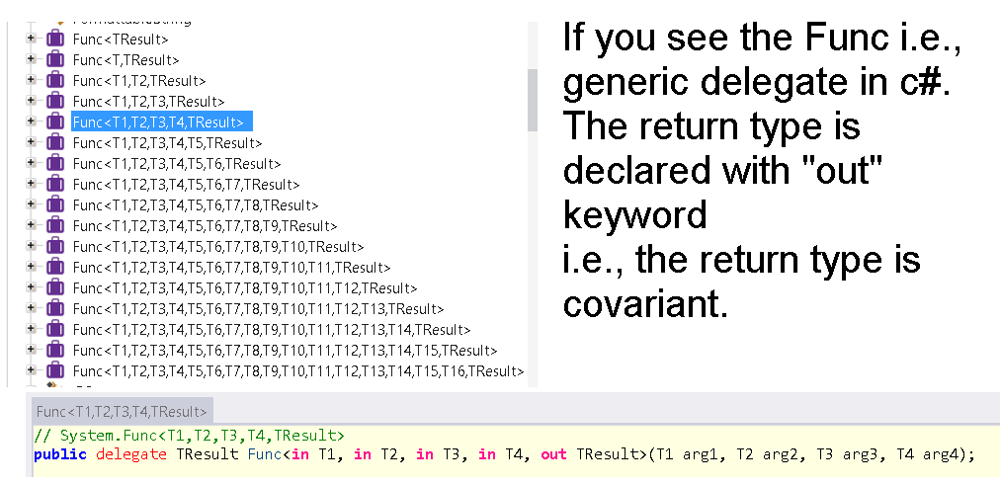 FormattableString
Func<TResult>
Func<T,TResult>
Func<T1,T2,TResult>
Func<T1,T2,T3,TResult>
Func<T1,T2,T3,T4,TResult>
Func<T1,T2,T3,T4,T5,TResult>
Func<T1,T2,T3,T4,T5,T6,TResult>
Func<T1,T2,T3,T4,T5,T6,T7,TResult>
Func<T1,T2,T3,T4,T5,T6,T7,T8,TResult>
Func<T1,T2,T3,T4,T5,T6,T7,T8,T9,TResult>
Func<T1,T2,T3,T4,T5,T6,T7,T8,T9,T10,TResult>
Func<T1,T2,T3,T4,T5,T6,T7,T8,T9,T10,T11,TResult>
Func<T1,T2,T3,T4,T5,T6,T7,T8,T9,T10,T11,T12,TResult>
Func<T1,T2,T3,T4,T5,T6,T7,T8,T9,T10,T11,T12,T13,TResult>
Func<T1,T2,T3,T4,T5,T6,T7,T8,T9,T10,T11,T12,T13,T14,TResult>
Func<T1,T2,T3,T4,T5,T6,T7,T8,T9,T10,T11,T12,T13,T14,T15,TResult>
Func<T1,T2,T3,T4,T5,T6,T7,T8,T9,T10,T11,T12,T13,T14,T15,T16,TResult>
If you see the Func i.e.,
generic delegate in c#.
The return type is
declared with "out"
keyword
i.e., the return type is
covariant.
Func<T1,T2,T3,T4,TResult>
// System.Func<T1,T2,T3,T4,TResult>
public delegate TResult Func<in T1, in T2, in T3, in T4, out TResult>(T1 arg1, T2 arg2, T3 arg3, T4 arg4);